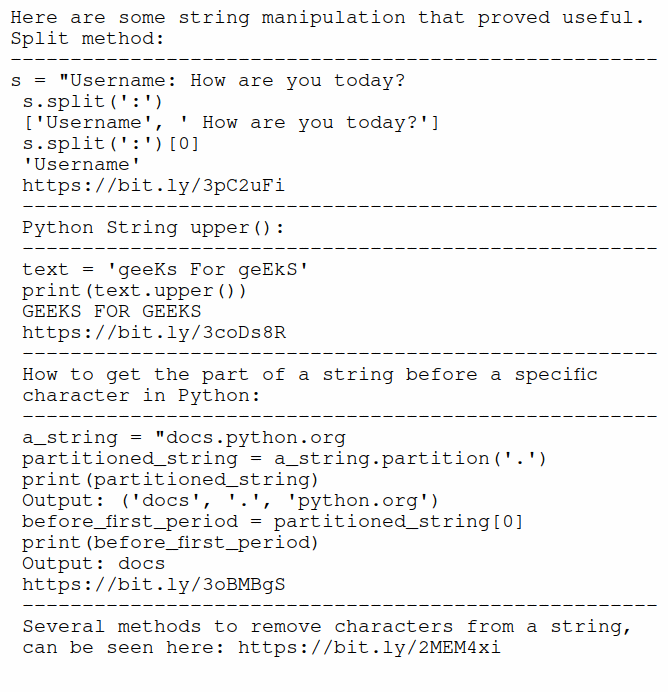 Here are some string manipulation that proved useful.
Split method:
------------------------------------------------------
s = "Username: How are you today?
s.split(':')
['Username', ' How are you today?']
s.split(':')[0]
'Username'
https://bit.ly/3pC2uFi
-----------------------------------------------------
Python String upper():
-----------------------------------------------------
text = 'geeKs For geEkS'
print(text.upper())
GEEKS FOR GEEKS
https://bit.ly/3coDs8R
-----------------------------------------------------
How to get the part of a string before a specific
character in Python:
-----------------------------------------------------
a_string = "docs.python.org
partitioned_string = a_string.partition('.')
print(partitioned_string)
Output: ('docs', '.', 'python.org')
before_first_period = partitioned_string[0]
print(before_first_period)
Output: docs
https://bit.ly/3oBMBgS
-----------------------------------------------------
Several methods to remove characters from a string,
can be seen here: https://bit.ly/2MEM4xi